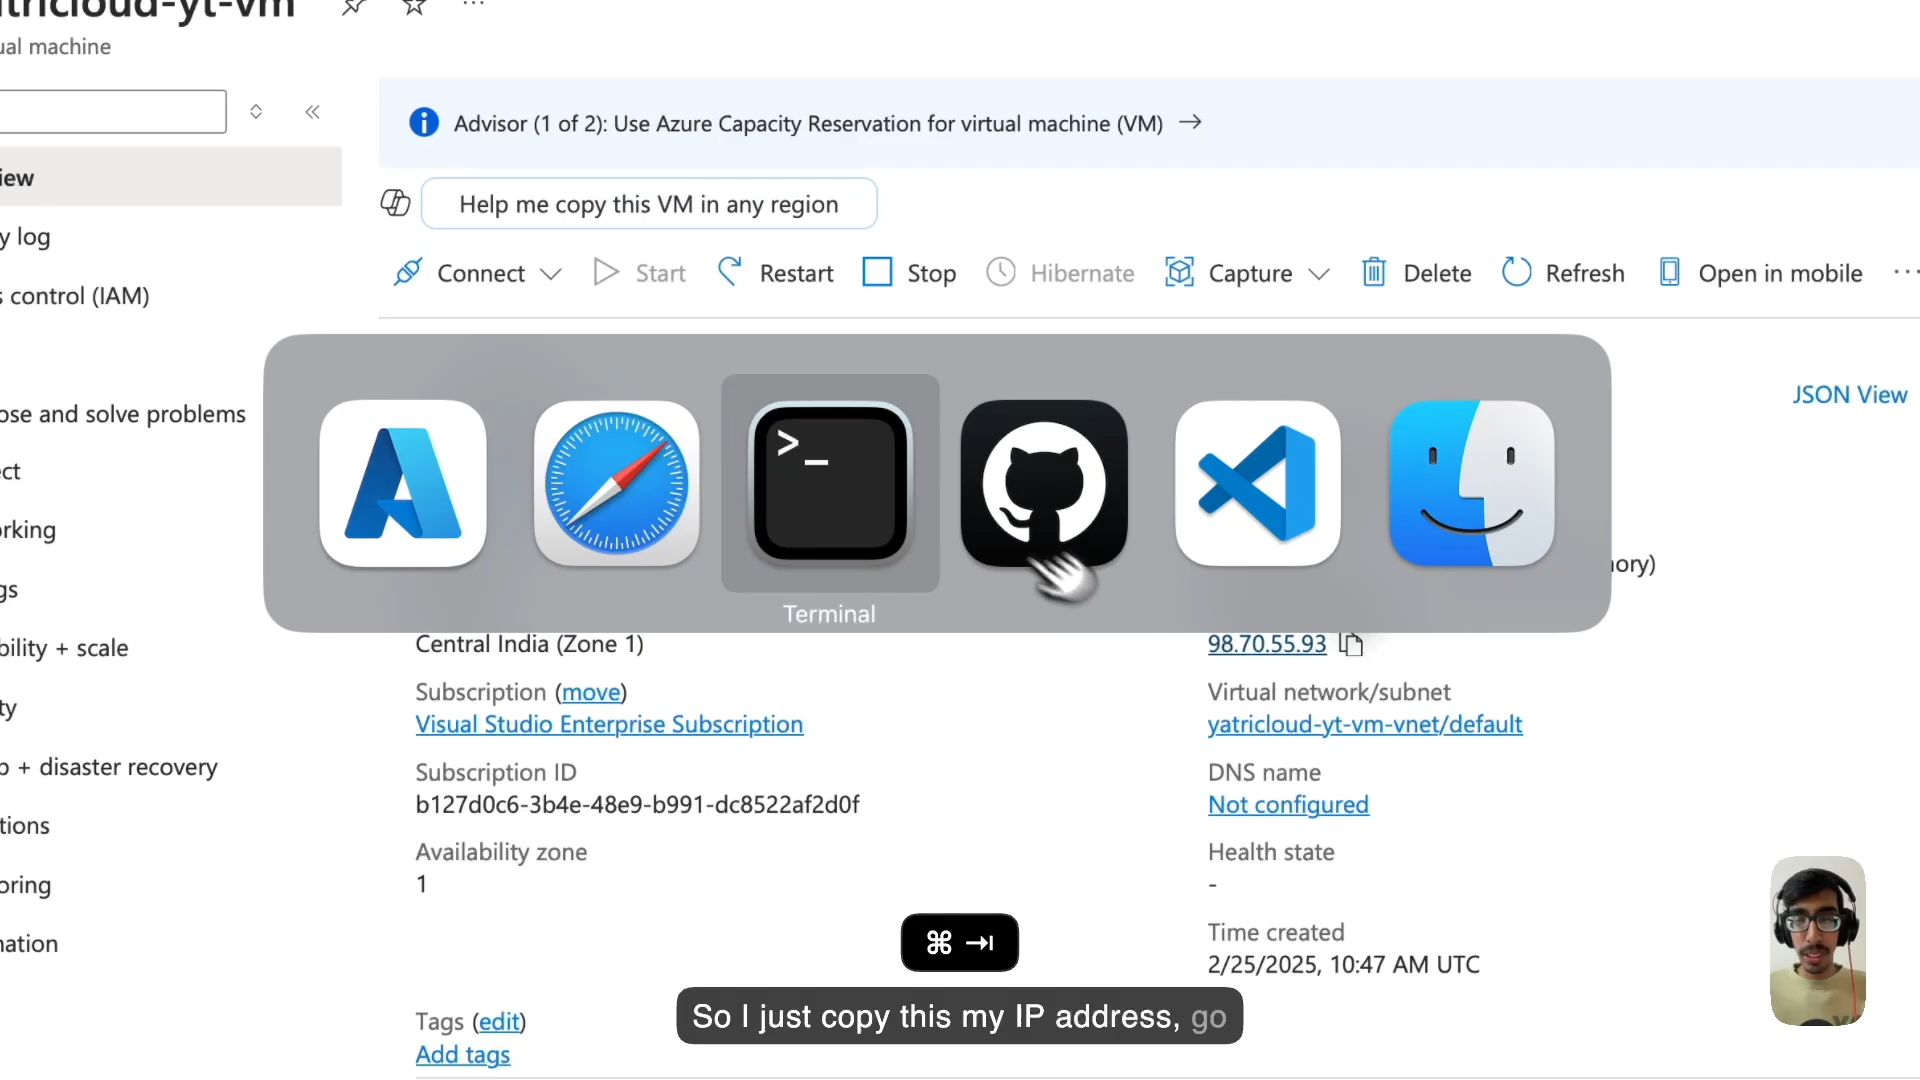 tricloud-yt-vm
ual machine
Advisor (1 of 2): Use Azure Capacity Reservation for virtual machine (VM) →
iew
Help me copy this VM in any region
y log
Connect
Start
Restart
Stop
Hibernate
Capture
Delete
Refresh
Open in mobile
s control (IAM)
JSON View
ose and solve problems
ect
>_
rking
ory)
gs
Terminal
bility + scale
Central India (Zone 1)
98.70.55.93
Subscription (move)
Virtual network/subnet
ty
Visual Studio Enterprise Subscription
yatricloud-yt-vm-vnet/default
p + disaster recovery
Subscription ID
DNS name
b127d0c6-3b4e-48e9-b991-dc8522af2d0f
Not configured
tions
Availability zone
Health state
1
-
oring
Time created
nation
⌘ ⇥
2/25/2025, 10:47 AM UTC
Tags (edit)
So I just copy this my IP address, go
Add tags